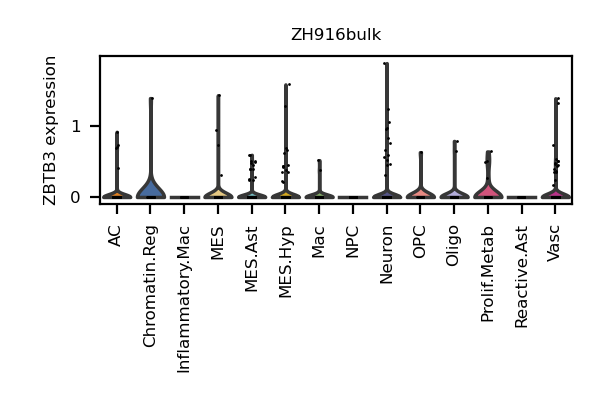 ZH916bulk
ZBTB3 expression
1
0
AC
Chromatin.Reg
Inflammatory.Mac
MES
MES.Ast
MES.Hyp
Mac
NPC
Neuron
OPC
Oligo
Prolif.Metab
Reactive.Ast
Vasc